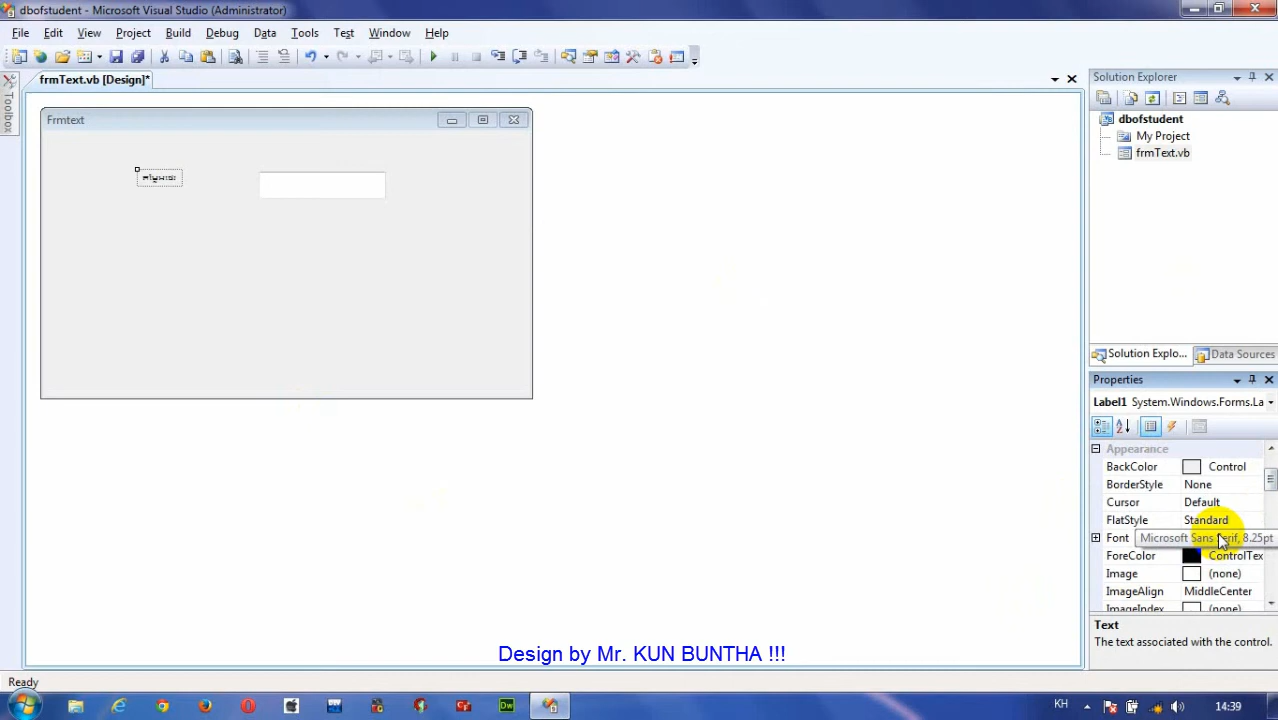 dbofstudent - Microsoft Visual Studio (Administrator)
File Edit View Project Build Debug Data Tools Test Window Help
frmText.vb [Design]*
Toolbox
Frmtext
Solution Explorer
dbofstudent
My Project
frmText.vb
Solution Explo... Data Sources
Properties
Label1 System.Windows.Forms.La
Appearance
BackColor Control
BorderStyle None
Cursor Default
FlatStyle Standard
Font Microsoft Sans Serif, 8.25pt
ForeColor ControlTex
Image (none)
ImageAlign MiddleCenter
ImageIndex (none)
Text
The text associated with the control.
Design by Mr. KUN BUNTHA !!!
Ready
KH 14:39